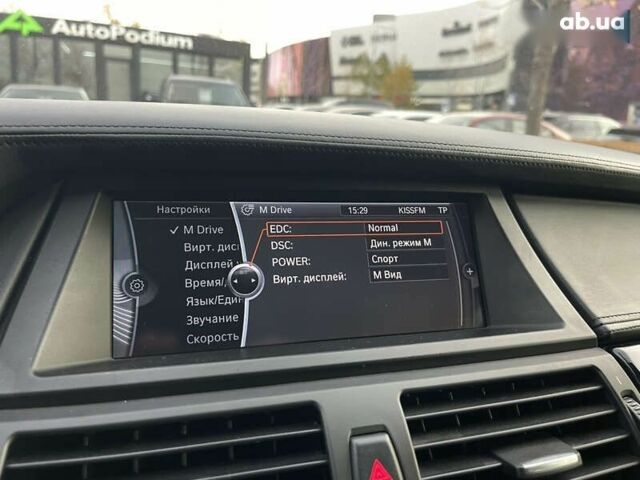 ab.ua
AutoPodium
Настройки
M Drive
15:29
KISSFM
TP
M Drive
Вирт. дисп
Дисплей
Время/
Язык/Един
Звучание
Скорость
EDC: Normal
DSC: Дин. режим M
POWER: Спорт
Вирт. дисплей: M Вид